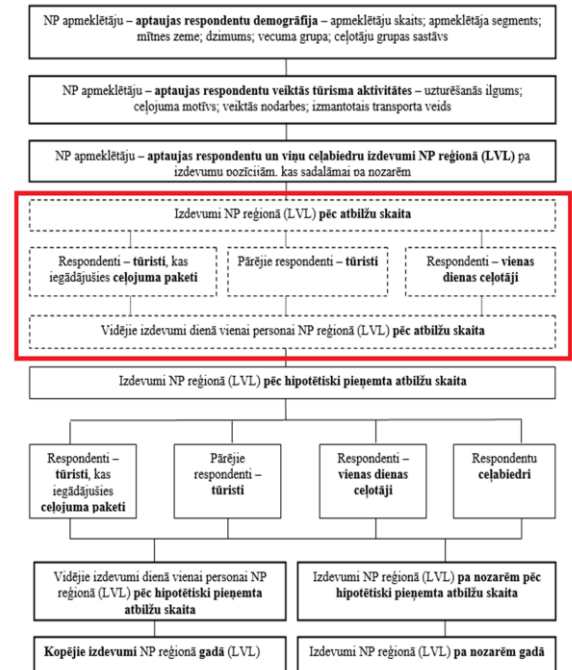 NP apmeklētāju – aptaujas respondentu demogrāfija – apmeklētāju skaits; apmeklētāja segments;
mītnes zeme; dzimums; vecuma grupa; ceļotāju grupas sastāvs
NP apmeklētāju – aptaujas respondentu veiktās tūrisma aktivitātes – uzturēšanās ilgums;
ceļojuma motīvs; veiktās nodarbes; izmantotais transporta veids
NP apmeklētāju – aptaujas respondentu un viņu ceļabiedru izdevumi NP reģionā (LVL) pa
izdevumu pozīcijām, kas sadalāmai pa nozarēm
Izdevumi NP reģionā (LVL) pēc atbilžu skaita
Respondenti – tūristi, kas
iegādājušies ceļojuma paketi
Pārējie respondenti – tūristi
Respondenti – vienas
dienas ceļotāji
Vidējie izdevumi dienā vienai personai NP reģionā (LVL) pēc atbilžu skaita
Izdevumi NP reģionā (LVL) pēc hipotētiski pieņemta atbilžu skaita
Respondenti –
tūristi, kas
iegādājušies
ceļojuma paketi
Pārējie
respondenti –
tūristi
Respondenti –
vienas dienas
ceļotāji
Respondentu
ceļabiedri
Vidējie izdevumi dienā vienai personai NP
reģionā (LVL) pēc hipotētiski pieņemta
atbilžu skaita
Izdevumi NP reģionā (LVL) pa nozarēm pēc
hipotētiski pieņemta atbilžu skaita
Kopējie izdevumi NP reģionā gadā (LVL)
Izdevumi NP reģionā (LVL) pa nozarēm gadā